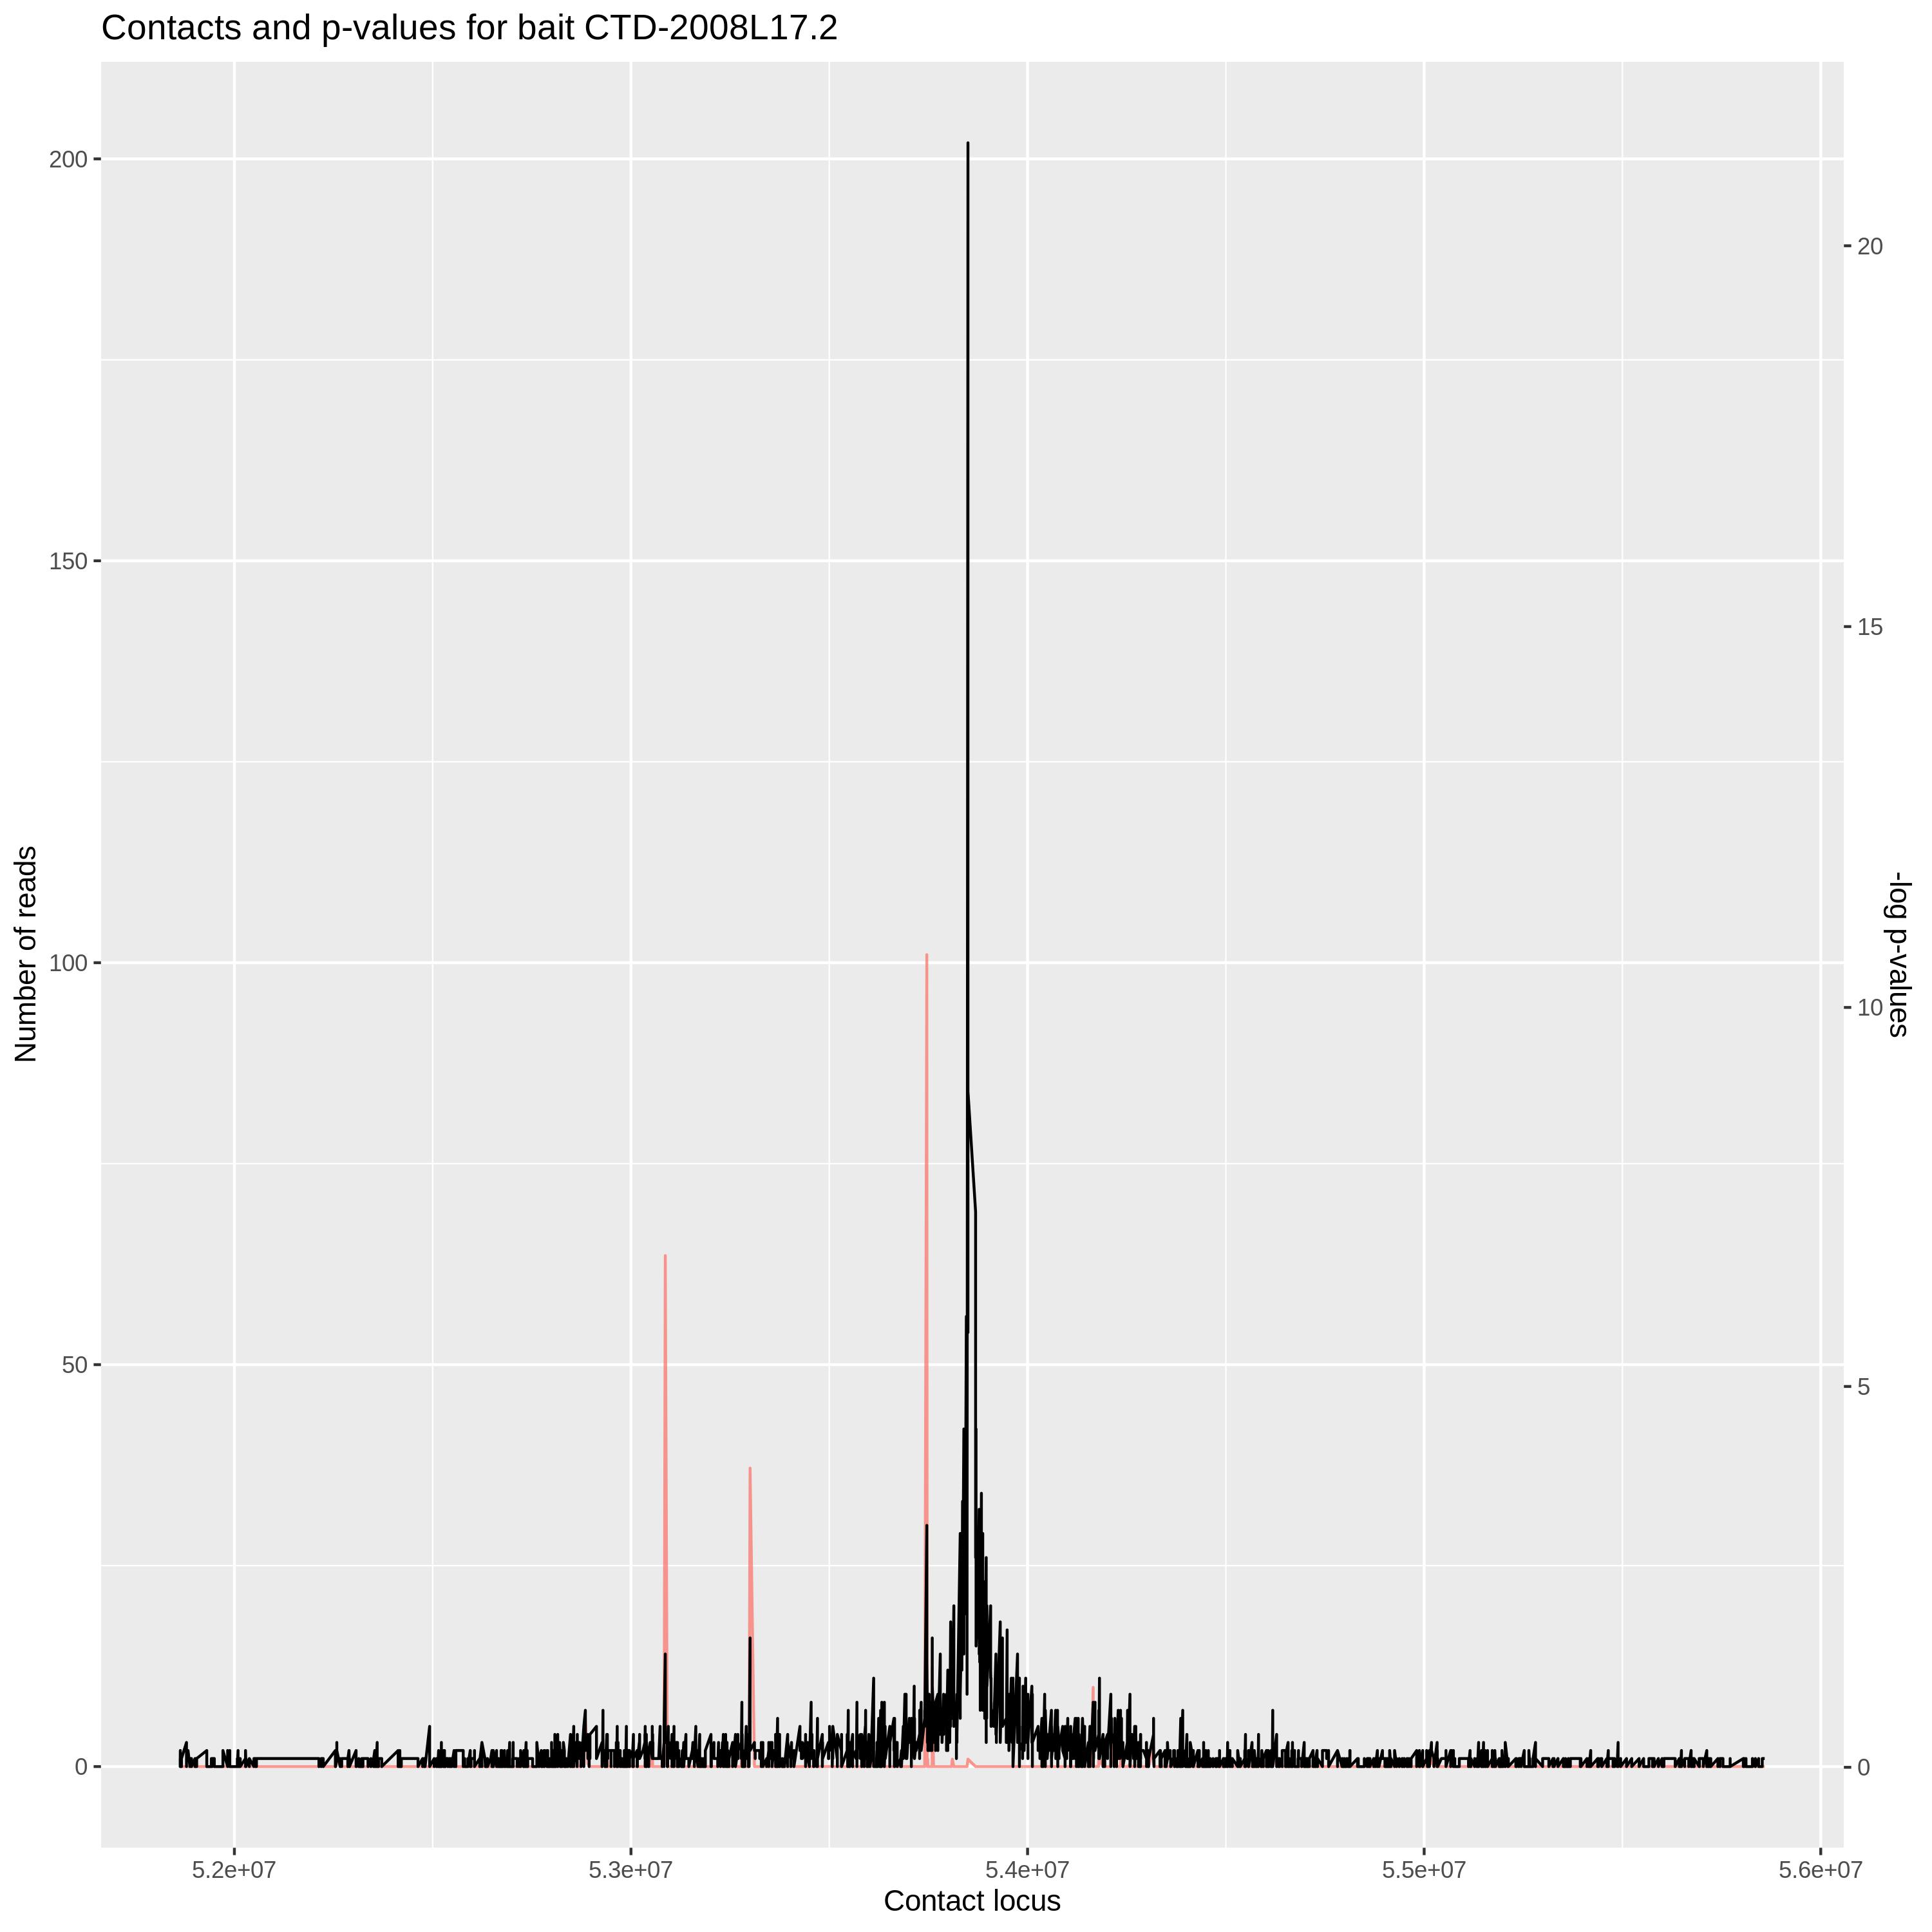 Contacts and p-values for bait CTD-2008L17.2
Number of reads
200
150
100
50
0
20
15
10
5
0
-log p-values
5.2e+07
5.3e+07
5.4e+07
5.5e+07
5.6e+07
Contact locus